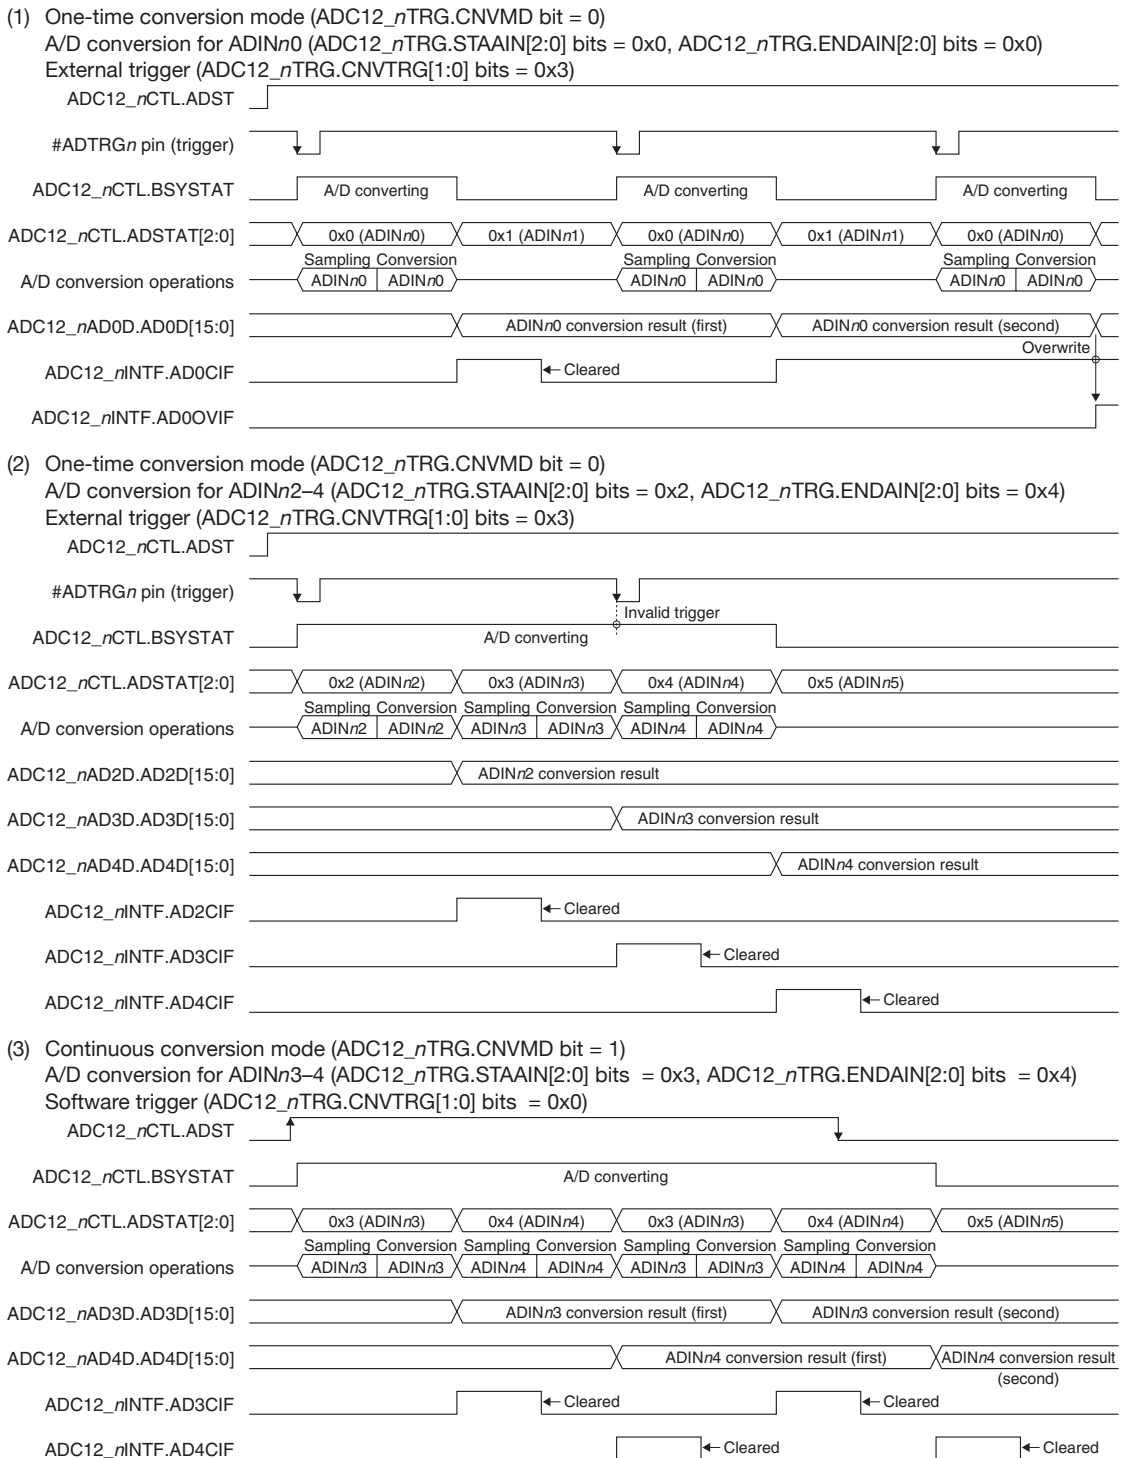 (1) One-time conversion mode (ADC12_nTRG.CNVMD bit = 0)
A/D conversion for ADINn0 (ADC12_nTRG.STAAIN[2:0] bits = 0x0, ADC12_nTRG.ENDAIN[2:0] bits = 0x0)
External trigger (ADC12_nTRG.CNVTRG[1:0] bits = 0x3)
ADC12_nCTL.ADST
#ADTRGn pin (trigger)
ADC12_nCTL.BSYSTAT A/D converting A/D converting A/D converting
ADC12_nCTL.ADSTAT[2:0] 0x0 (ADINn0) 0x1 (ADINn1) 0x0 (ADINn0) 0x1 (ADINn1) 0x0 (ADINn0)
Sampling Conversion Sampling Conversion Sampling Conversion
A/D conversion operations ADINn0 ADINn0 ADINn0 ADINn0 ADINn0 ADINn0
ADC12_nAD0D.AD0D[15:0] ADINn0 conversion result (first) ADINn0 conversion result (second)
Overwrite
ADC12_nINTF.AD0CIF Cleared
ADC12_nINTF.AD0OVIF
(2) One-time conversion mode (ADC12_nTRG.CNVMD bit = 0)
A/D conversion for ADINn2–4 (ADC12_nTRG.STAAIN[2:0] bits = 0x2, ADC12_nTRG.ENDAIN[2:0] bits = 0x4)
External trigger (ADC12_nTRG.CNVTRG[1:0] bits = 0x3)
ADC12_nCTL.ADST
#ADTRGn pin (trigger)
Invalid trigger
ADC12_nCTL.BSYSTAT A/D converting
ADC12_nCTL.ADSTAT[2:0] 0x2 (ADINn2) 0x3 (ADINn3) 0x4 (ADINn4) 0x5 (ADINn5)
Sampling Conversion Sampling Conversion Sampling Conversion
A/D conversion operations ADINn2 ADINn2 ADINn3 ADINn3 ADINn4 ADINn4
ADC12_nAD2D.AD2D[15:0] ADINn2 conversion result
ADC12_nAD3D.AD3D[15:0] ADINn3 conversion result
ADC12_nAD4D.AD4D[15:0] ADINn4 conversion result
ADC12_nINTF.AD2CIF Cleared
ADC12_nINTF.AD3CIF Cleared
ADC12_nINTF.AD4CIF Cleared
(3) Continuous conversion mode (ADC12_nTRG.CNVMD bit = 1)
A/D conversion for ADINn3–4 (ADC12_nTRG.STAAIN[2:0] bits = 0x3, ADC12_nTRG.ENDAIN[2:0] bits = 0x4)
Software trigger (ADC12_nTRG.CNVTRG[1:0] bits = 0x0)
ADC12_nCTL.ADST
ADC12_nCTL.BSYSTAT A/D converting
ADC12_nCTL.ADSTAT[2:0] 0x3 (ADINn3) 0x4 (ADINn4) 0x3 (ADINn3) 0x4 (ADINn4) 0x5 (ADINn5)
Sampling Conversion Sampling Conversion Sampling Conversion Sampling Conversion
A/D conversion operations ADINn3 ADINn3 ADINn4 ADINn4 ADINn3 ADINn3 ADINn4 ADINn4
ADC12_nAD3D.AD3D[15:0] ADINn3 conversion result (first) ADINn3 conversion result (second)
ADC12_nAD4D.AD4D[15:0] ADINn4 conversion result (first) ADINn4 conversion result
(second)
ADC12_nINTF.AD3CIF Cleared Cleared
ADC12_nINTF.AD4CIF Cleared Cleared